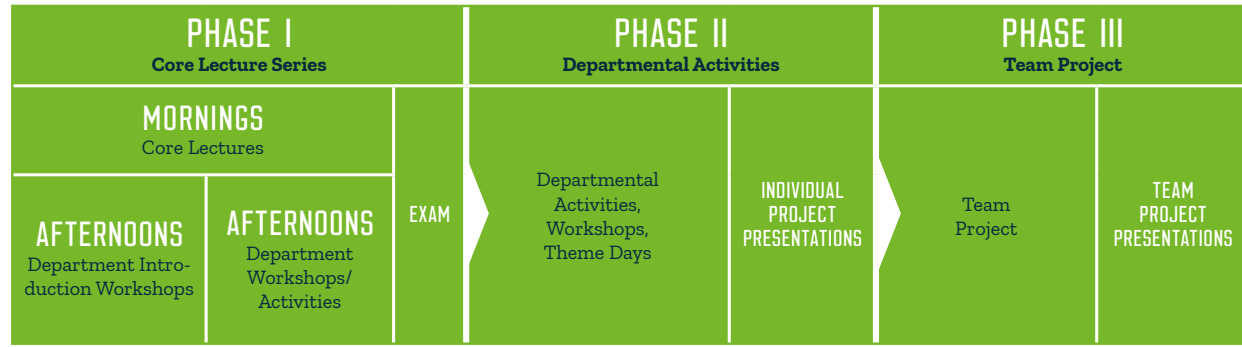 PHASE I
Core Lecture Series
MORNINGS
Core Lectures
AFTERNOONS
Department Intro-
duction Workshops
AFTERNOONS
Department
Workshops/
Activities
EXAM
PHASE II
Departmental Activities
Departmental
Activities,
Workshops,
Theme Days
INDIVIDUAL
PROJECT
PRESENTATIONS
PHASE III
Team Project
Team
Project
TEAM
PROJECT
PRESENTATIONS